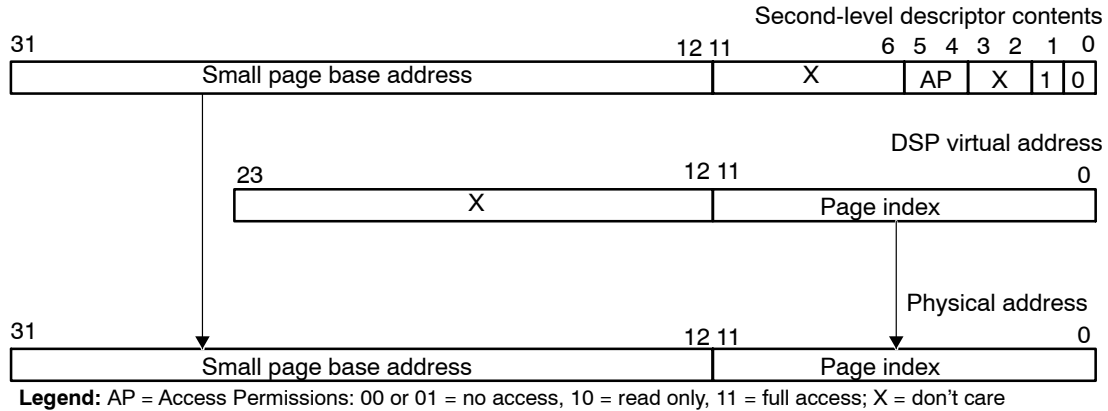 Second-level descriptor contents
31 12 11 6 5 4 3 2 1 0
Small page base address X AP X 1 0
DSP virtual address
23 12 11 0
X Page index
Physical address
31 12 11 0
Small page base address Page index
Legend: AP = Access Permissions: 00 or 01 = no access, 10 = read only, 11 = full access; X = don't care